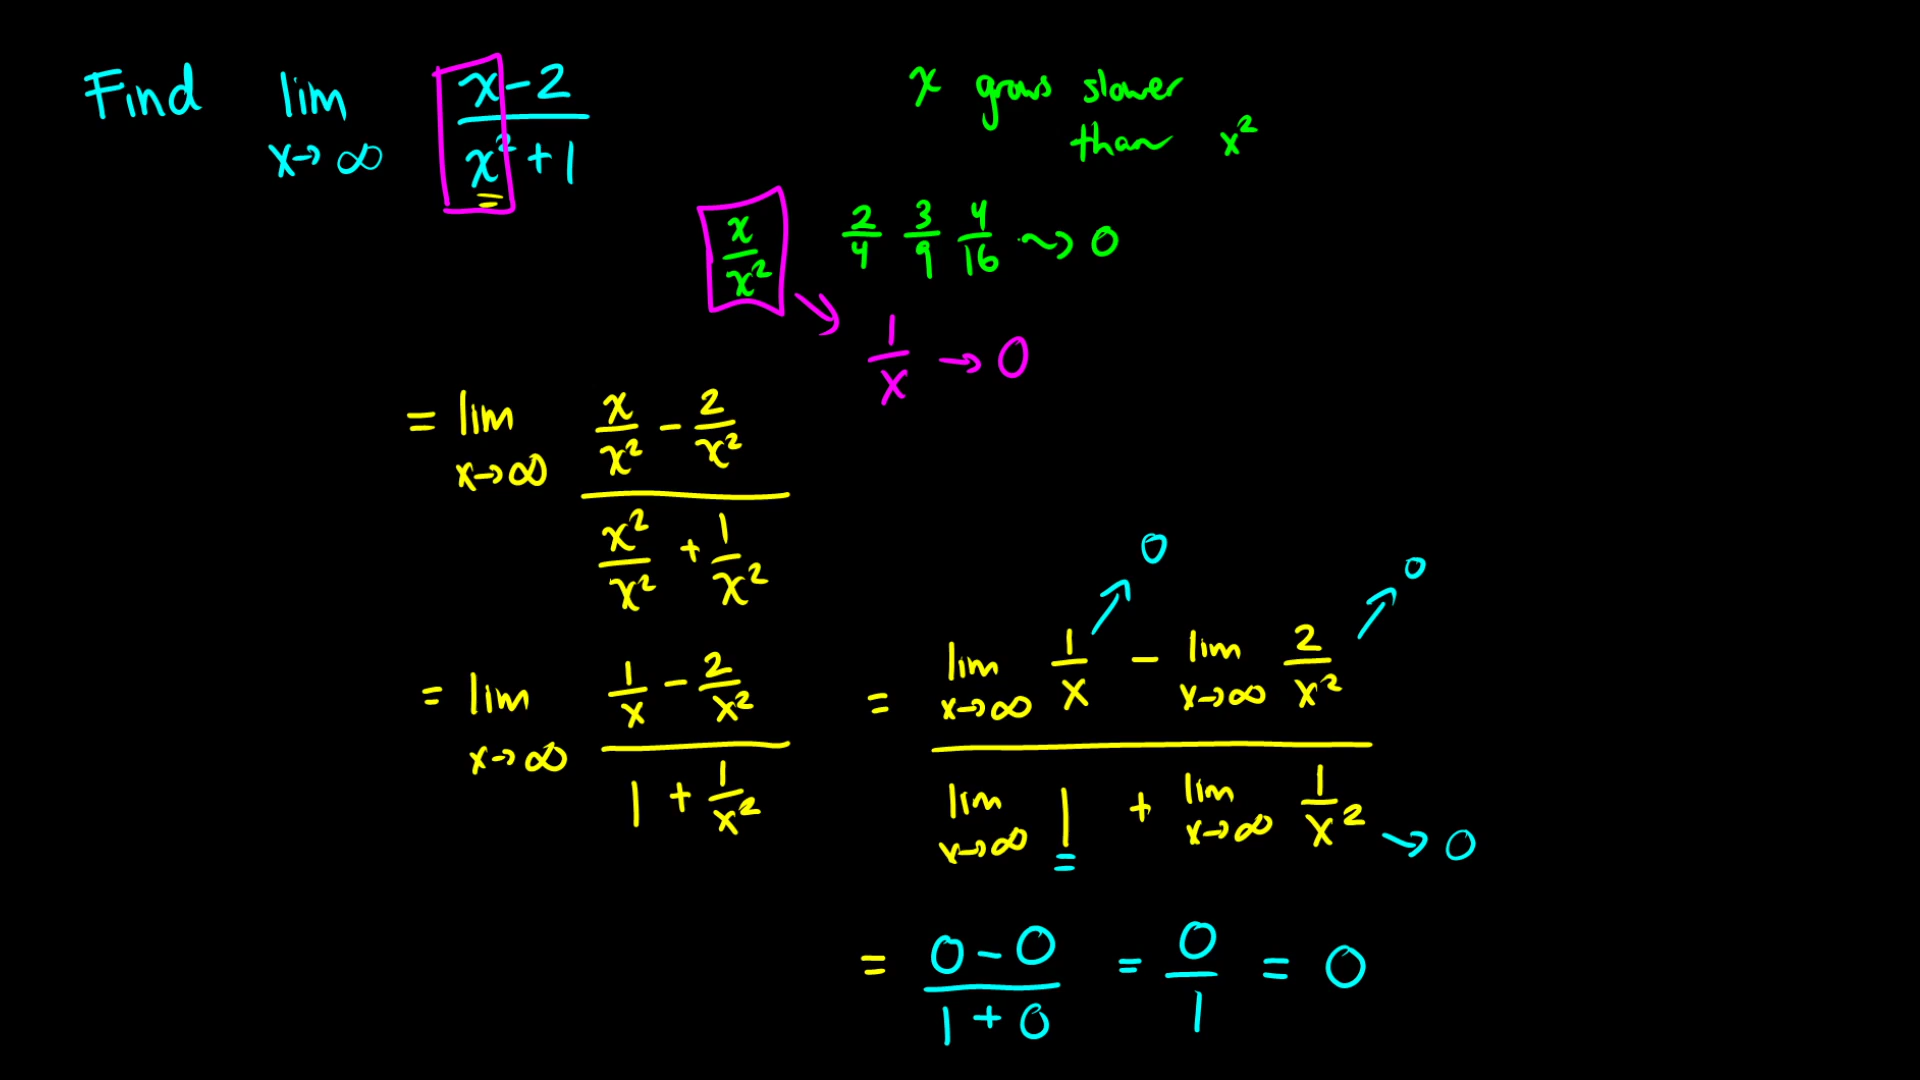 Find lim x→∞ (x-2)/(x²+1)
x grows slower
than x²
x/x² 2/4 3/9 4/16 ⤳ 0
1/x → 0
= lim x→∞ (x/x² - 2/x²)/(x²/x² + 1/x²)
= lim x→∞ (1/x - 2/x²)/(1 + 1/x²)
= (lim x→∞ 1/x → 0 - lim x→∞ 2/x² → 0)/(lim x→∞ 1 + lim x→∞ 1/x² → 0)
= (0-0)/(1+0) = 0/1 = 0